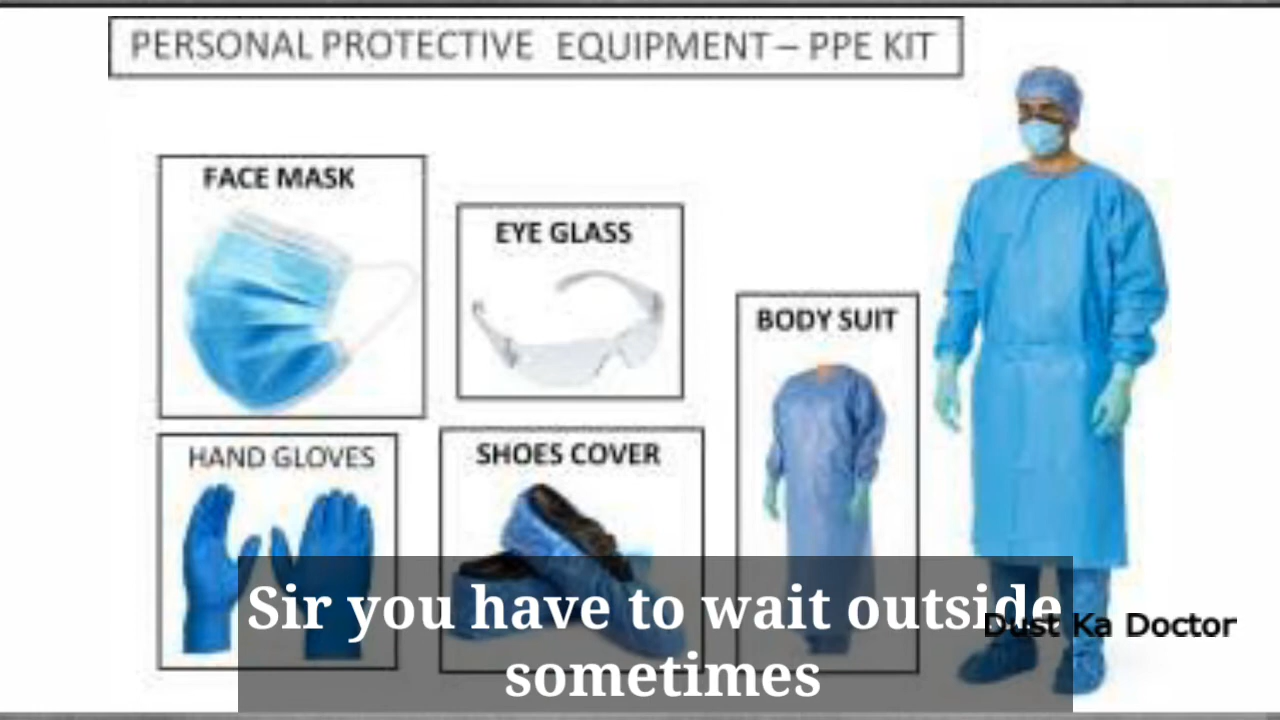 PERSONAL PROTECTIVE EQUIPMENT – PPE KIT
FACE MASK
EYE GLASS
BODY SUIT
HAND GLOVES
SHOES COVER
Sir you have to wait outside
sometimes
Dust Ka Doctor